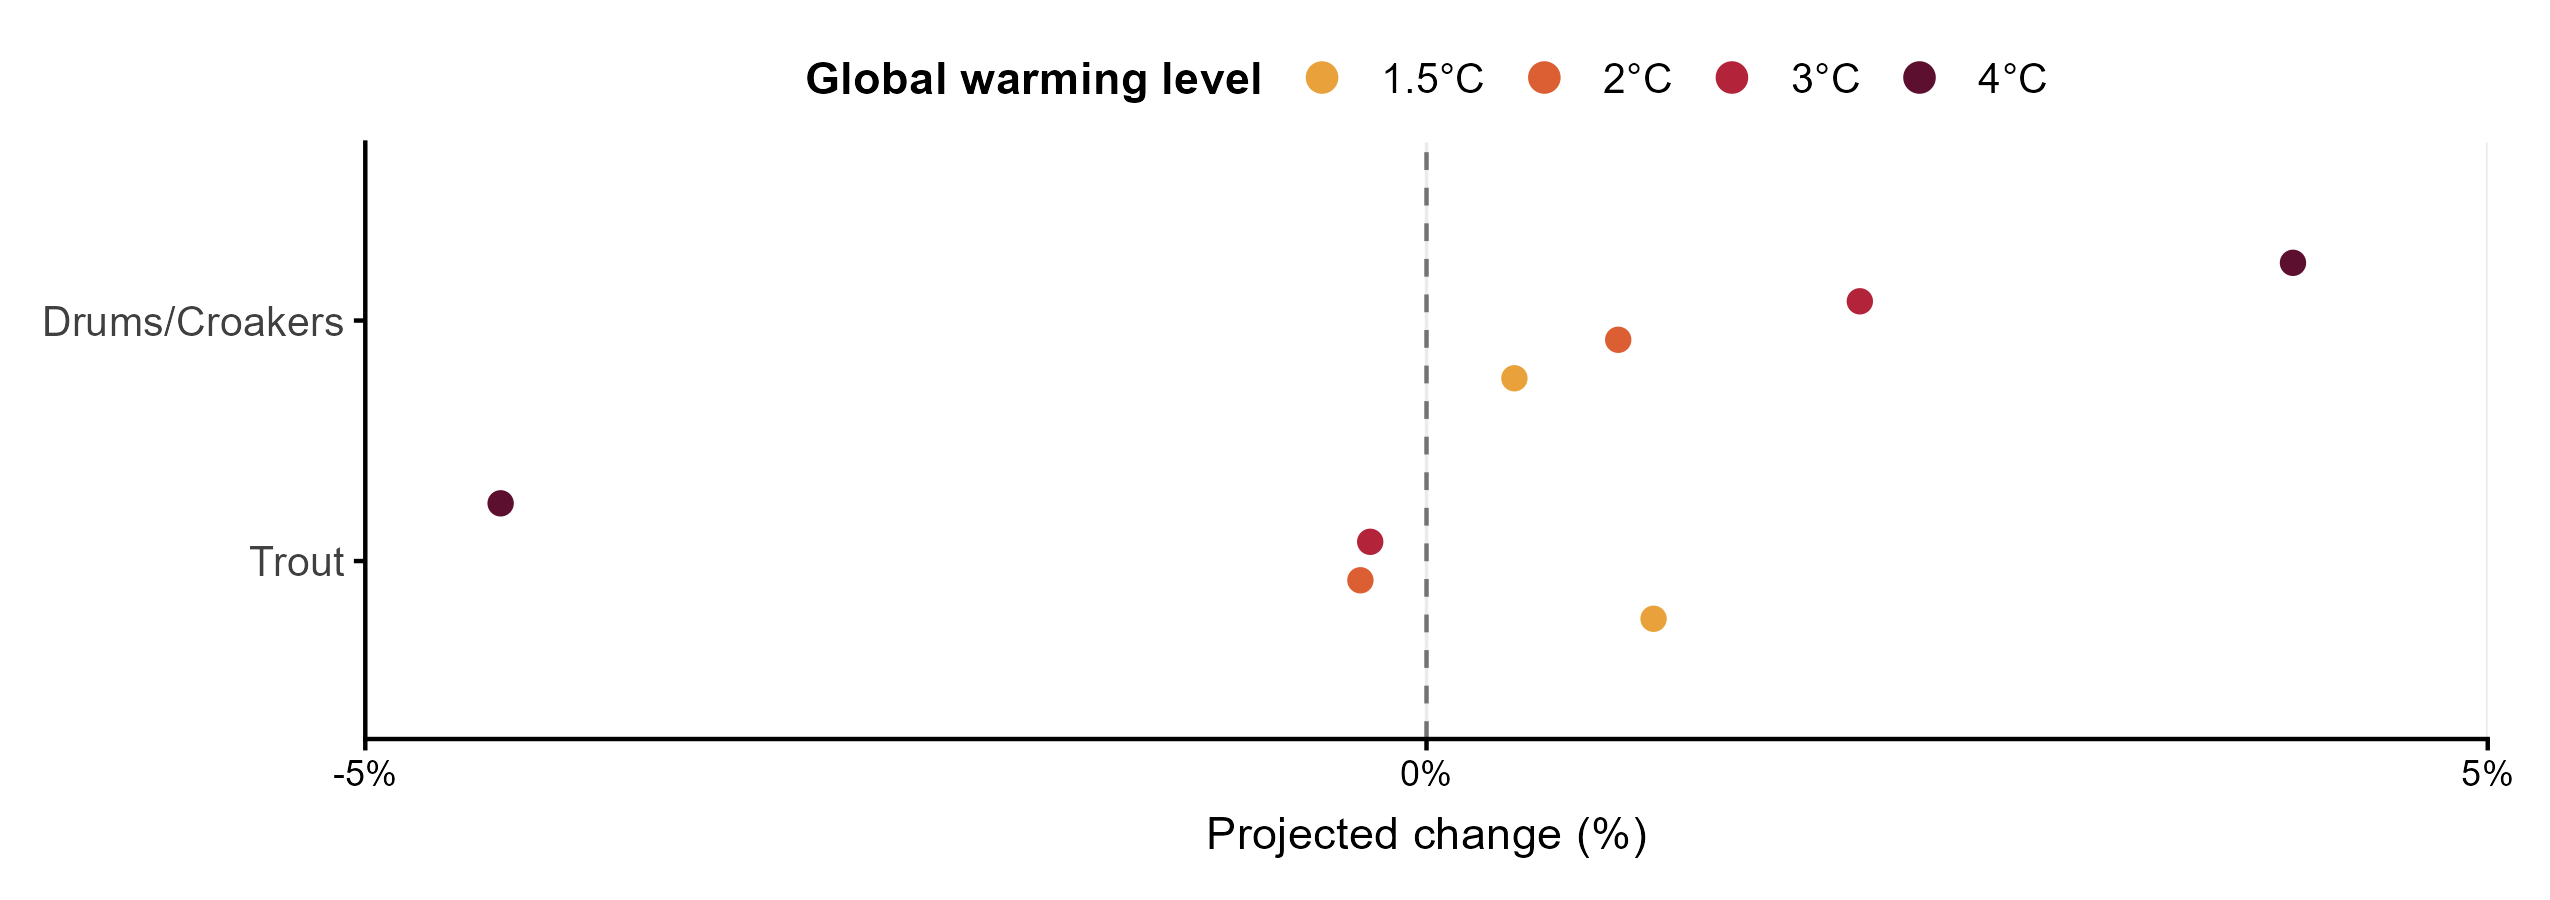 Global warming level 1.5°C 2°C 3°C 4°C
Drums/Croakers
Trout
-5% 0% 5%
Projected change (%)